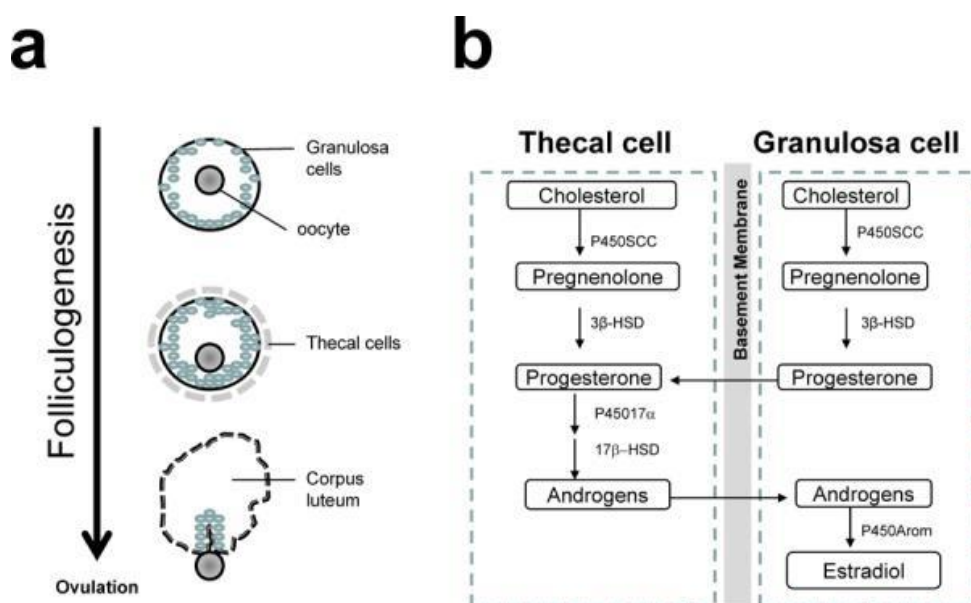 a
Folliculogenesis
Granulosa
cells
oocyte
Thecal cells
Corpus
luteum
Ovulation
b
Thecal cell
Granulosa cell
Basement Membrane
Cholesterol
P450SCC
Pregnenolone
3β-HSD
Progesterone
P45017α
17β–HSD
Androgens
Cholesterol
P450SCC
Pregnenolone
3β-HSD
Progesterone
Androgens
P450Arom
Estradiol